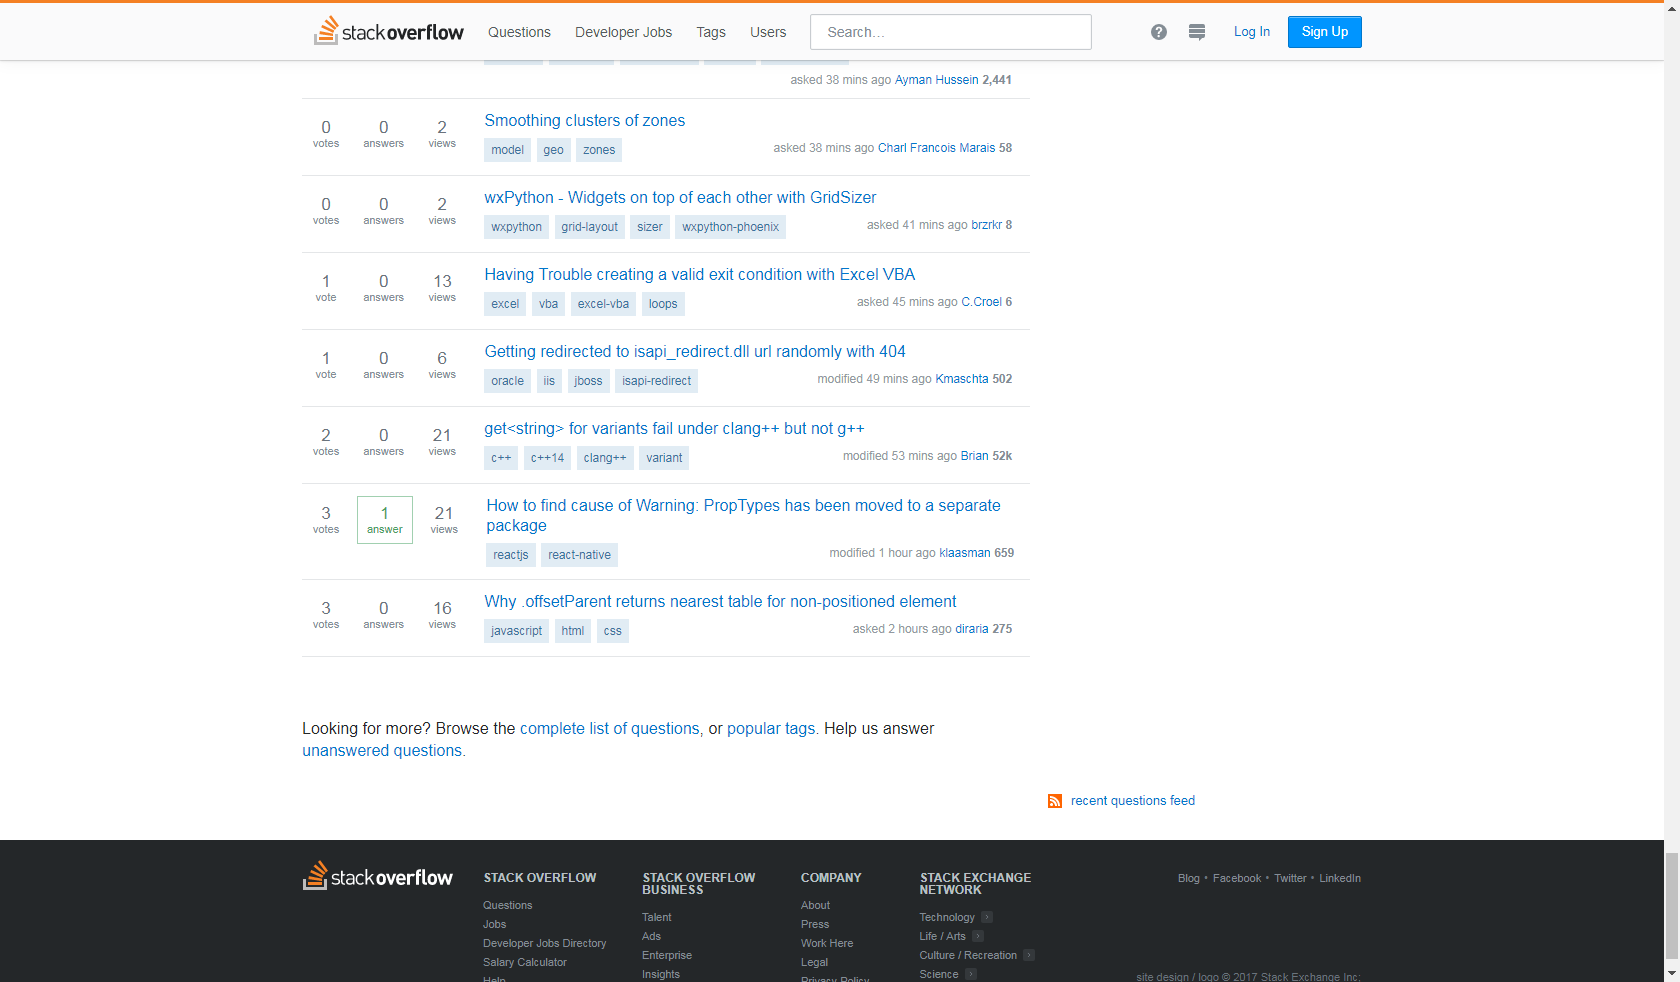 stackoverflow Questions Developer Jobs Tags Users Search... ? Log In Sign Up
asked 38 mins ago Ayman Hussein 2,441
Smoothing clusters of zones
0 0 2
votes answers views
model geo zones asked 38 mins ago Charl Francois Marais 58
wxPython - Widgets on top of each other with GridSizer
0 0 2
votes answers views
wxpython grid-layout sizer wxpython-phoenix asked 41 mins ago brzrkr 8
Having Trouble creating a valid exit condition with Excel VBA
1 0 13
vote answers views
excel vba excel-vba loops asked 45 mins ago C.Croel 6
Getting redirected to isapi_redirect.dll url randomly with 404
1 0 6
vote answers views
oracle iis jboss isapi-redirect modified 49 mins ago Kmaschta 502
get<string> for variants fail under clang++ but not g++
2 0 21
votes answers views
c++ c++14 clang++ variant modified 53 mins ago Brian 52k
How to find cause of Warning: PropTypes has been moved to a separate
package
3 1 21
votes answer views
reactjs react-native modified 1 hour ago klaasman 659
Why .offsetParent returns nearest table for non-positioned element
3 0 16
votes answers views
javascript html css asked 2 hours ago diraria 275
Looking for more? Browse the complete list of questions, or popular tags. Help us answer
unanswered questions.
recent questions feed
stackoverflow
STACK OVERFLOW
Questions
Jobs
Developer Jobs Directory
Salary Calculator
Help
STACK OVERFLOW
BUSINESS
Talent
Ads
Enterprise
Insights
COMPANY
About
Press
Work Here
Legal
Privacy Policy
STACK EXCHANGE
NETWORK
Technology
Life / Arts
Culture / Recreation
Science
Blog • Facebook • Twitter • LinkedIn
site design / logo © 2017 Stack Exchange Inc;